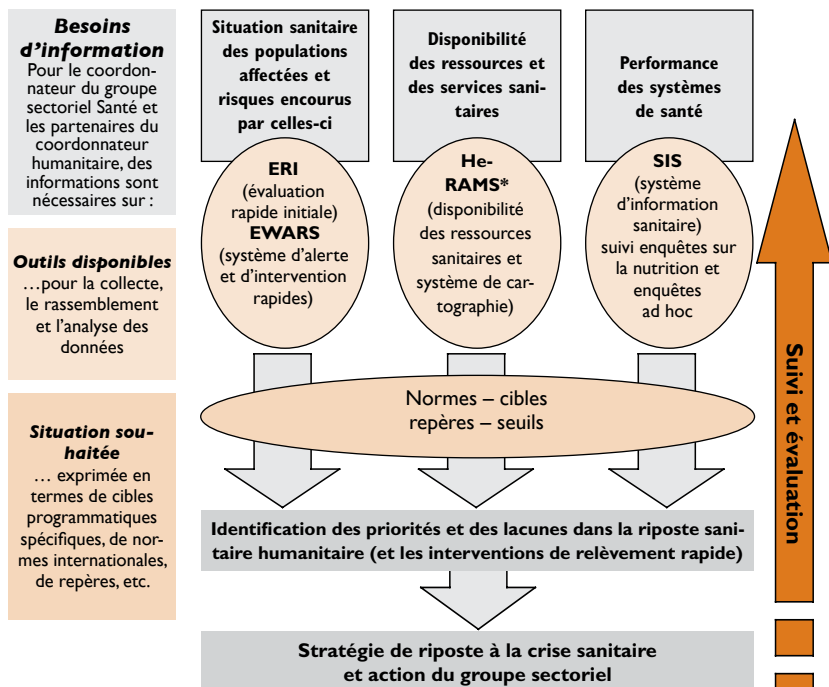 Besoins
d’information
Pour le coordon-
nateur du groupe
sectoriel Santé et
les partenaires du
coordonnateur
humanitaire, des
informations sont
nécessaires sur :
Situation sanitaire
des populations
affectées et
risques encourus
par celles-ci
Disponibilité
des ressources et
des services sani-
taires
Performance
des systèmes
de santé
Outils disponibles
…pour la collecte,
le rassemblement
et l’analyse des
données
ERI
(évaluation
rapide initiale)
EWARS
(système d’alerte
et d’intervention
rapides)
He-
RAMS*
(disponibilité
des ressources
sanitaires et
système de car-
tographie)
SIS
(système
d’information
sanitaire)
suivi enquêtes sur
la nutrition et
enquêtes
ad hoc
Situation sou-
haitée
… exprimée en
termes de cibles
programmatiques
spécifiques, de nor-
mes internationales,
de repères, etc.
Normes – cibles
repères – seuils
Identification des priorités et des lacunes dans la riposte sani-
taire humanitaire (et les interventions de relèvement rapide)
Stratégie de riposte à la crise sanitaire
et action du groupe sectoriel
Suivi et évaluation